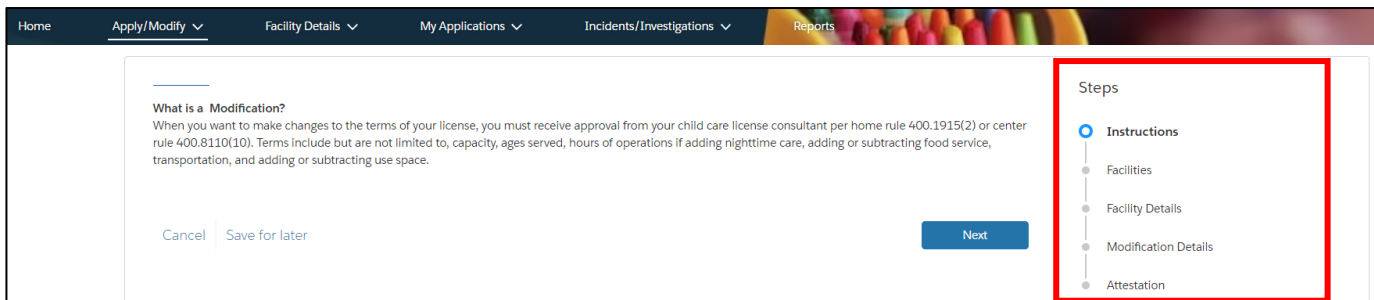 Home Apply/Modify Facility Details My Applications Incidents/Investigations Reports
What is a Modification?
When you want to make changes to the terms of your license, you must receive approval from your child care license consultant per home rule 400.1915(2) or center
rule 400.8110(10). Terms include but are not limited to, capacity, ages served, hours of operations if adding nighttime care, adding or subtracting food service,
transportation, and adding or subtracting use space.
Cancel Save for later Next
Steps
Instructions
Facilities
Facility Details
Modification Details
Attestation